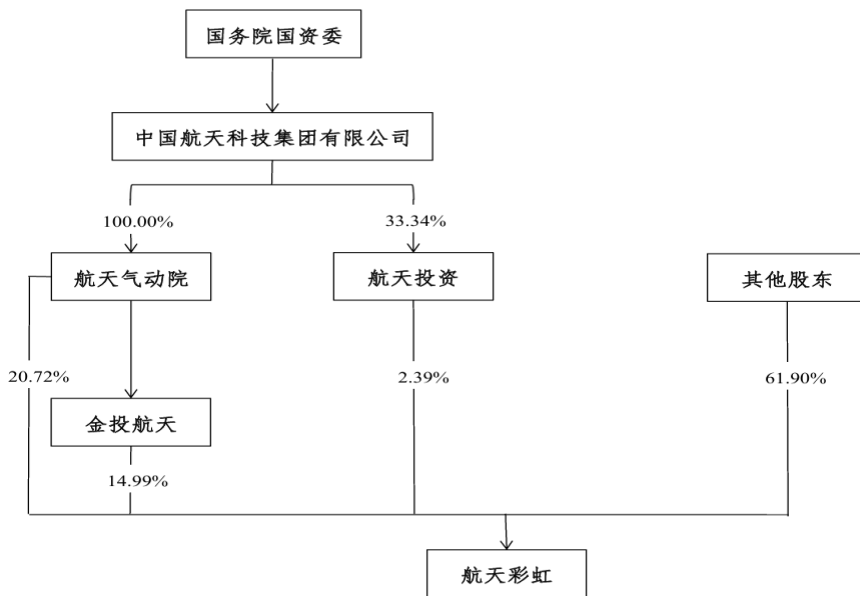 国务院国资委
中国航天科技集团有限公司
100.00%
33.34%
航天气动院
航天投资
其他股东
20.72%
2.39%
61.90%
金投航天
14.99%
航天彩虹